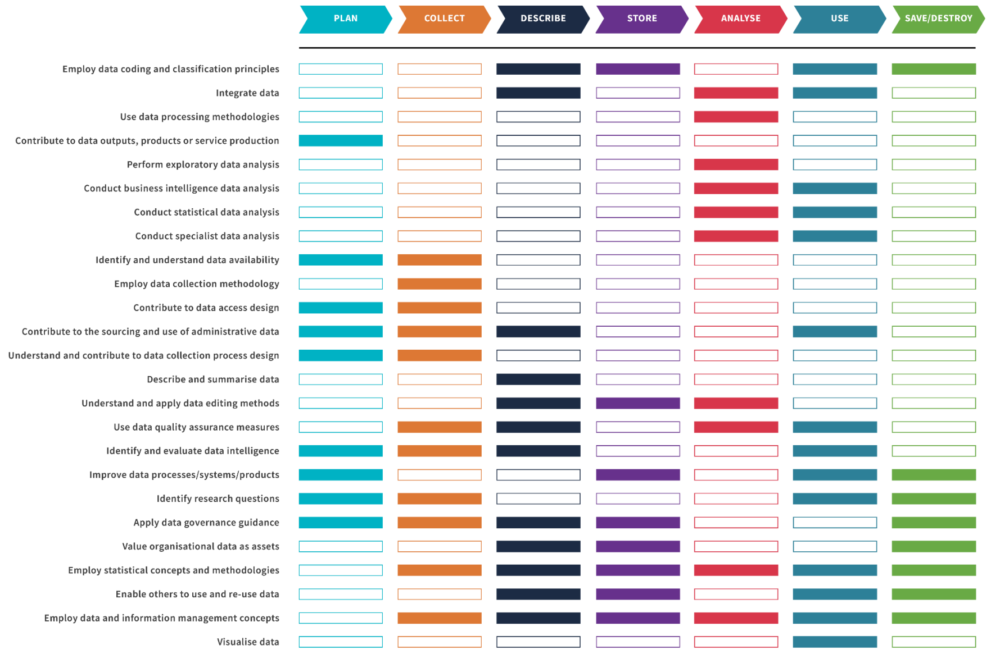 PLAN COLLECT DESCRIBE STORE ANALYSE USE SAVE/DESTROY
Employ data coding and classification principles
Integrate data
Use data processing methodologies
Contribute to data outputs, products or service production
Perform exploratory data analysis
Conduct business intelligence data analysis
Conduct statistical data analysis
Conduct specialist data analysis
Identify and understand data availability
Employ data collection methodology
Contribute to data access design
Contribute to the sourcing and use of administrative data
Understand and contribute to data collection process design
Describe and summarise data
Understand and apply data editing methods
Use data quality assurance measures
Identify and evaluate data intelligence
Improve data processes/systems/products
Identify research questions
Apply data governance guidance
Value organisational data as assets
Employ statistical concepts and methodologies
Enable others to use and re-use data
Employ data and information management concepts
Visualise data